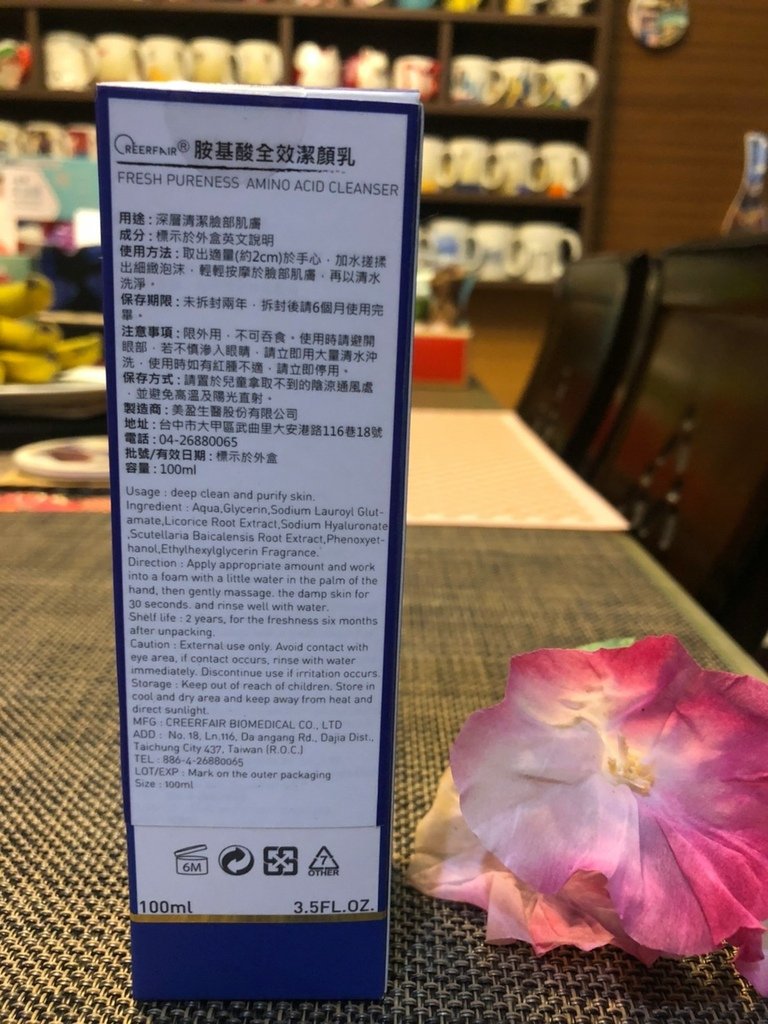 CREERFAIR® 胺基酸全效潔顏乳
FRESH PURENESS AMINO ACID CLEANSER
用途：深層清潔臉部肌膚
成分：標示於外盒英文說明
使用方法：取出適量(約2cm)於手心，加水搓揉
出細緻泡沫，輕輕按摩於臉部肌膚，再以清水
洗淨。
保存期限：未拆封兩年，拆封後請6個月使用完
畢。
注意事項：限外用，不可吞食。使用時請避開
眼部，若不慎滲入眼睛，請立即用大量清水沖
洗，使用時如有紅腫不適，請立即停用。
保存方式：請置於兒童拿取不到的陰涼通風處
，並避免高溫及陽光直射。
製造商：美盈生醫股份有限公司
地址：台中市大甲區武曲里大安港路116巷18號
電話：04-26880065
批號/有效日期：標示於外盒
容量：100ml
Usage : deep clean and purify skin.
Ingredient : Aqua,Glycerin,Sodium Lauroyl Glut-
amate,Licorice Root Extract,Sodium Hyaluronate
,Scutellaria Baicalensis Root Extract,Phenoxyet-
hanol,Ethylhexylglycerin Fragrance.
Direction : Apply appropriate amount and work
into a foam with a little water in the palm of the
hand, then gently massage. the damp skin for
30 seconds. and rinse well with water.
Shelf life : 2 years, for the freshness six months
after unpacking.
Caution : External use only. Avoid contact with
eye area, if contact occurs, rinse with water
immediately. Discontinue use if irritation occurs.
Storage : Keep out of reach of children. Store in
cool and dry area and keep away from heat and
direct sunlight.
MFG : CREERFAIR BIOMEDICAL CO., LTD
ADD : No.18, Ln.116, Da angang Rd., Dajia Dist.,
Taichung City 437, Taiwan (R.O.C.)
TEL : 886-4-26880065
LOT/EXP : Mark on the outer packaging
Size : 100ml
6M
7
OTHER
100ml 3.5FL.OZ.